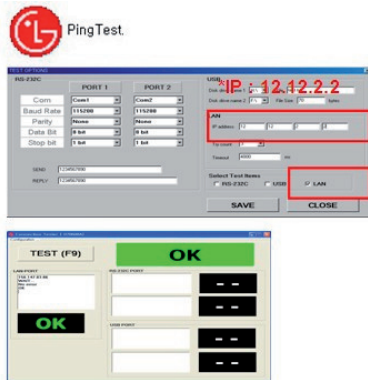 PingTest.
TEST OPTIONS
RS-232C
PORT 1
PORT 2
Com
Com1
Com2
Baud Rate
115200
115200
Parity
None
None
Data Bit
8 bit
8 bit
Stop bit
1 bit
1 bit
SEND
1234567890
REPLY
1234567890
USB
*IP : 12.12.2.2
LAN
IP address
12
12
2
2
Timeout
ms
Select Test Items
RS-232C
USB
LAN
SAVE
CLOSE
TEST (F9)
OK
LAN PORT
RS-232C PORT
OK
-- 
--
USB PORT
--
--